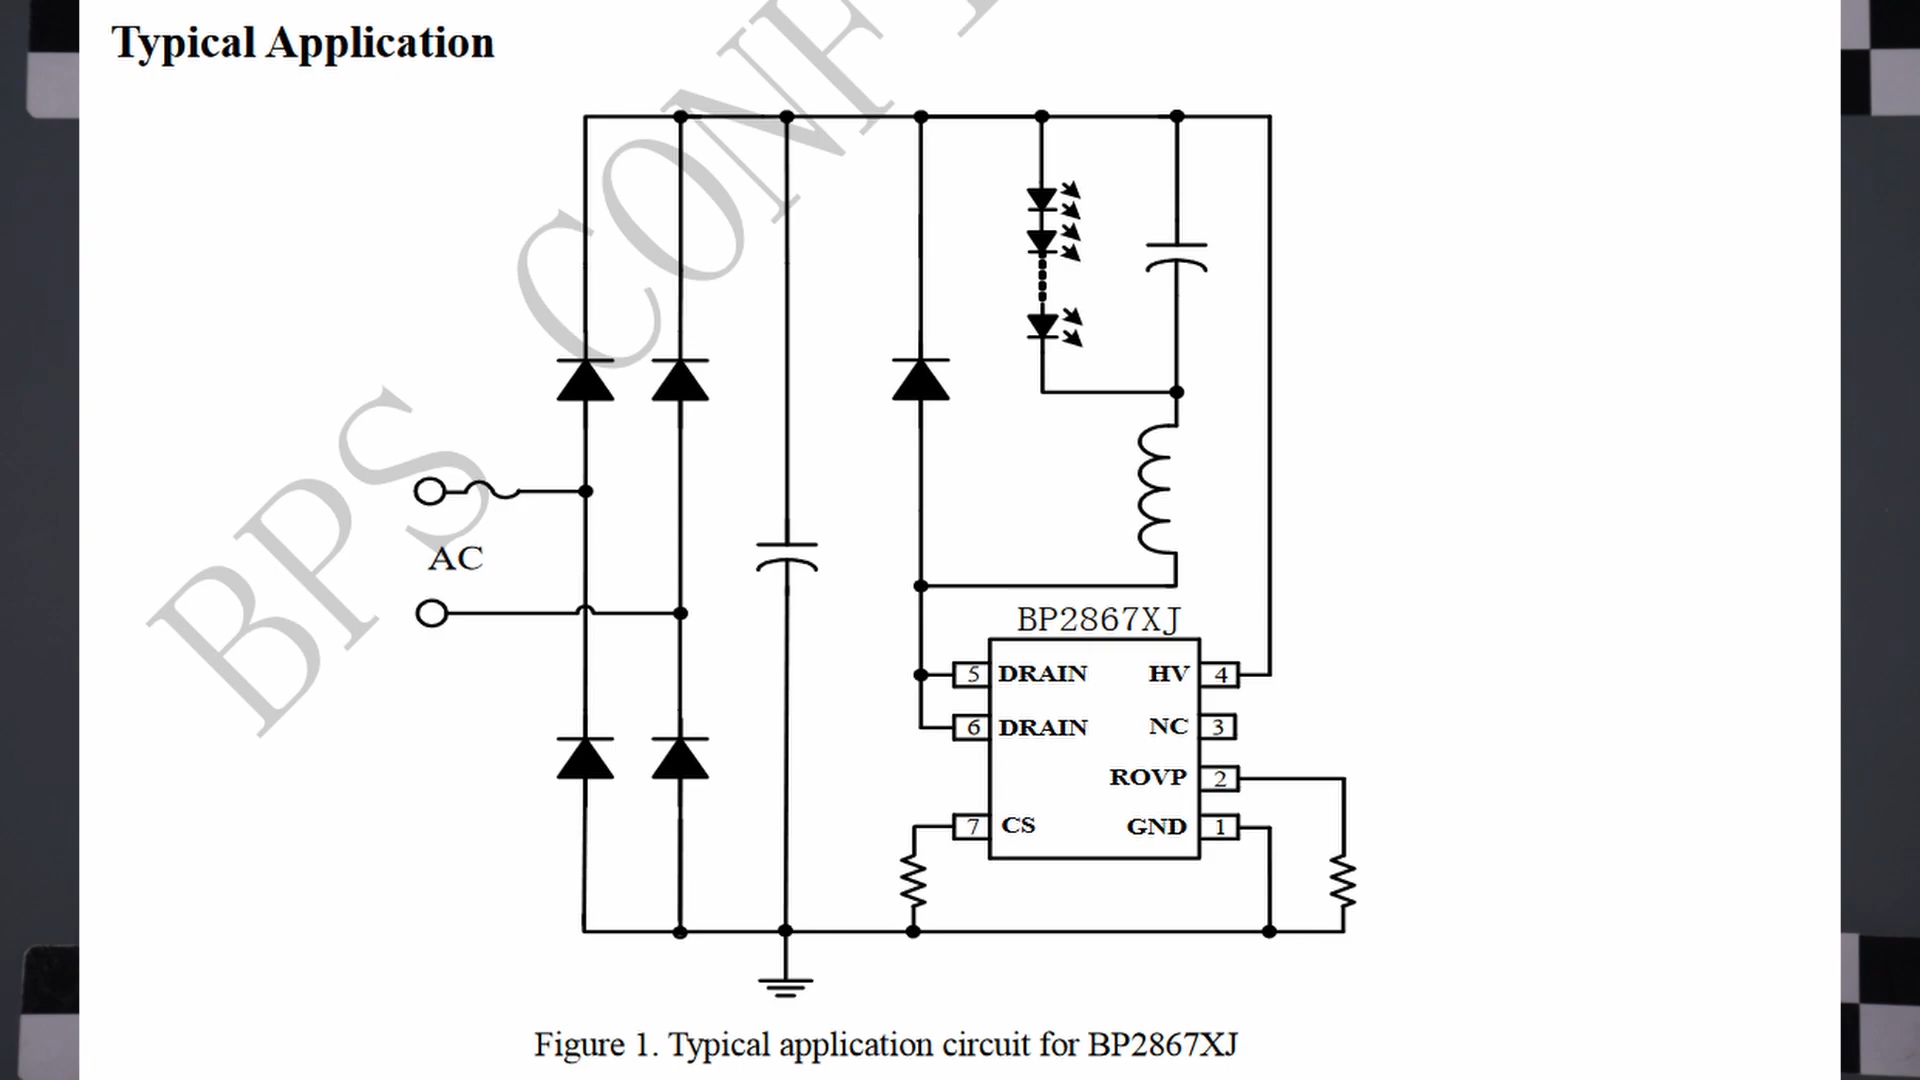 Typical Application
BPS CONF
AC
BP2867XJ
5 DRAIN HV 4
6 DRAIN NC 3
ROVP 2
7 CS GND 1
Figure 1. Typical application circuit for BP2867XJ